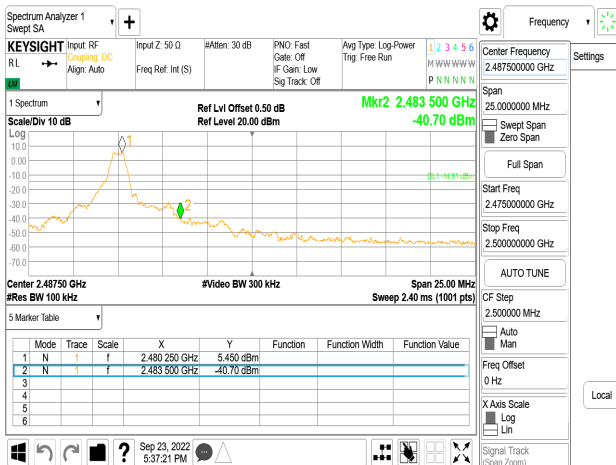 Spectrum Analyzer 1
Swept SA
Frequency
KEYSIGHT
Input: RF
Coupling: DC
Align: Auto
Input Z: 50 Ω
Freq Ref: Int (S)
#Atten: 30 dB
PNO: Fast
Gate: Off
IF Gain: Low
Sig Track: Off
Avg Type: Log-Power
Trig: Free Run
1 2 3 4 5 6
M W W W W W
P N N N N N
R L
1 Spectrum
Scale/Div 10 dB
Ref Lvl Offset 0.50 dB
Ref Level 20.00 dBm
Mkr2 2.483 500 GHz
-40.70 dBm
Log
10.0
0.00
-10.0
-20.0
-30.0
-40.0
-50.0
-60.0
-70.0
1
2
DL1 -14.61 dBm
Center 2.48750 GHz
#Res BW 100 kHz
#Video BW 300 kHz
Span 25.00 MHz
Sweep 2.40 ms (1001 pts)
5 Marker Table
Mode Trace Scale X Y Function Function Width Function Value
1 N 1 f 2.480 250 GHz 5.450 dBm
2 N 1 f 2.483 500 GHz -40.70 dBm
3
4
5
6
Sep 23, 2022
5:37:21 PM
?
Center Frequency
2.487500000 GHz
Settings
Span
25.0000000 MHz
Swept Span
Zero Span
Full Span
Start Freq
2.475000000 GHz
Stop Freq
2.500000000 GHz
AUTO TUNE
CF Step
2.500000 MHz
Auto
Man
Freq Offset
0 Hz
X Axis Scale
Log
Lin
Local
Signal Track
(Span Zoom)